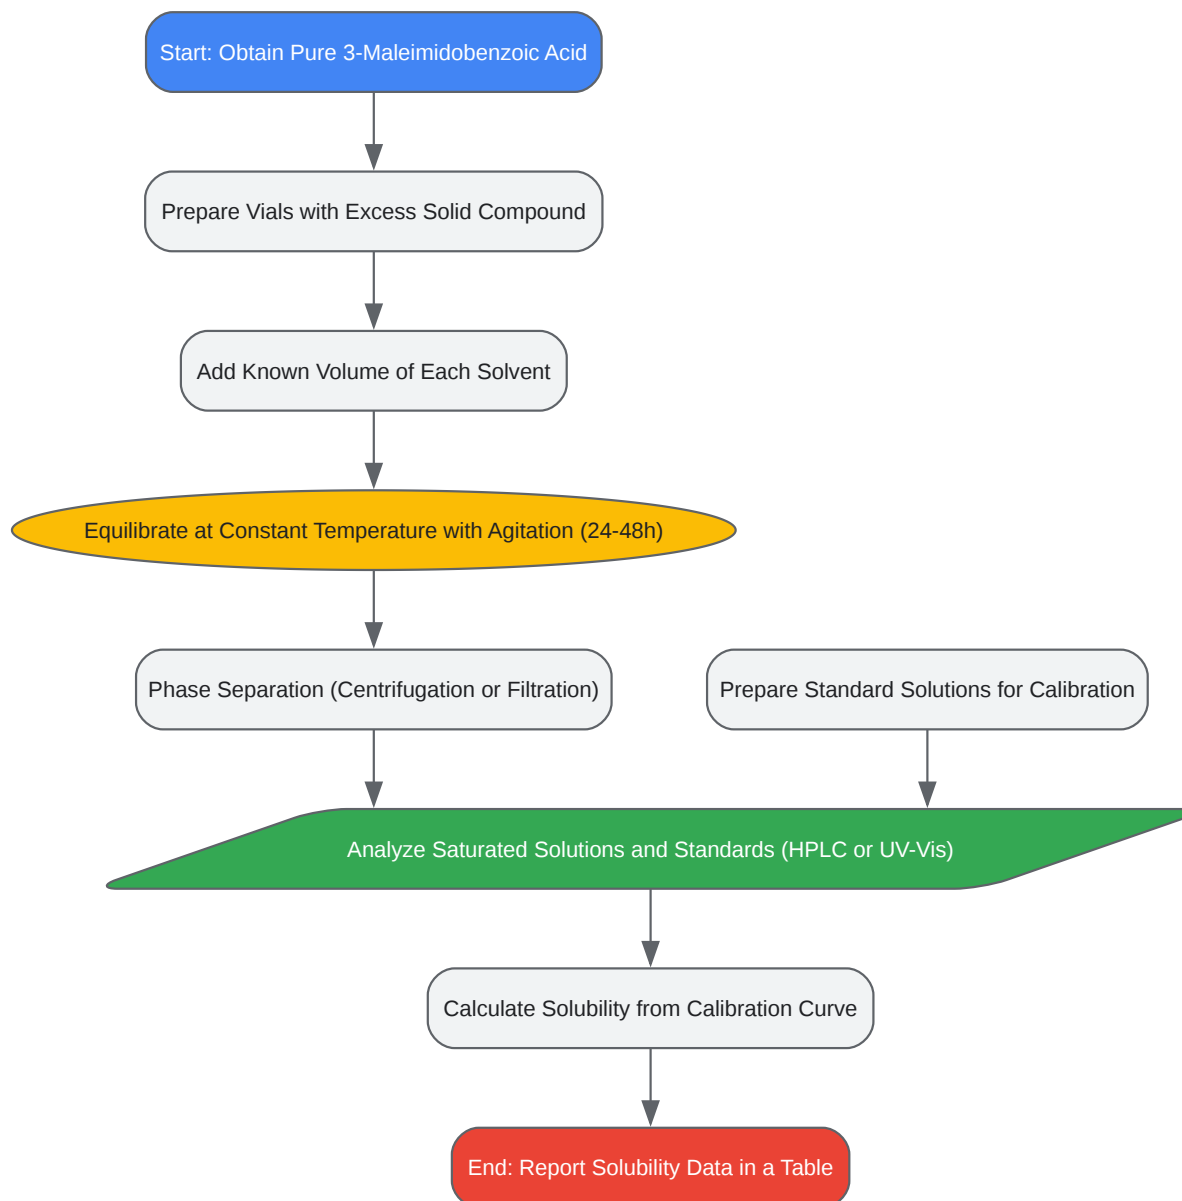 Start: Obtain Pure 3-Maleimidobenzoic Acid
Prepare Vials with Excess Solid Compound
Add Known Volume of Each Solvent
Equilibrate at Constant Temperature with Agitation (24-48h)
Phase Separation (Centrifugation or Filtration)
Prepare Standard Solutions for Calibration
Analyze Saturated Solutions and Standards (HPLC or UV-Vis)
Calculate Solubility from Calibration Curve
End: Report Solubility Data in a Table